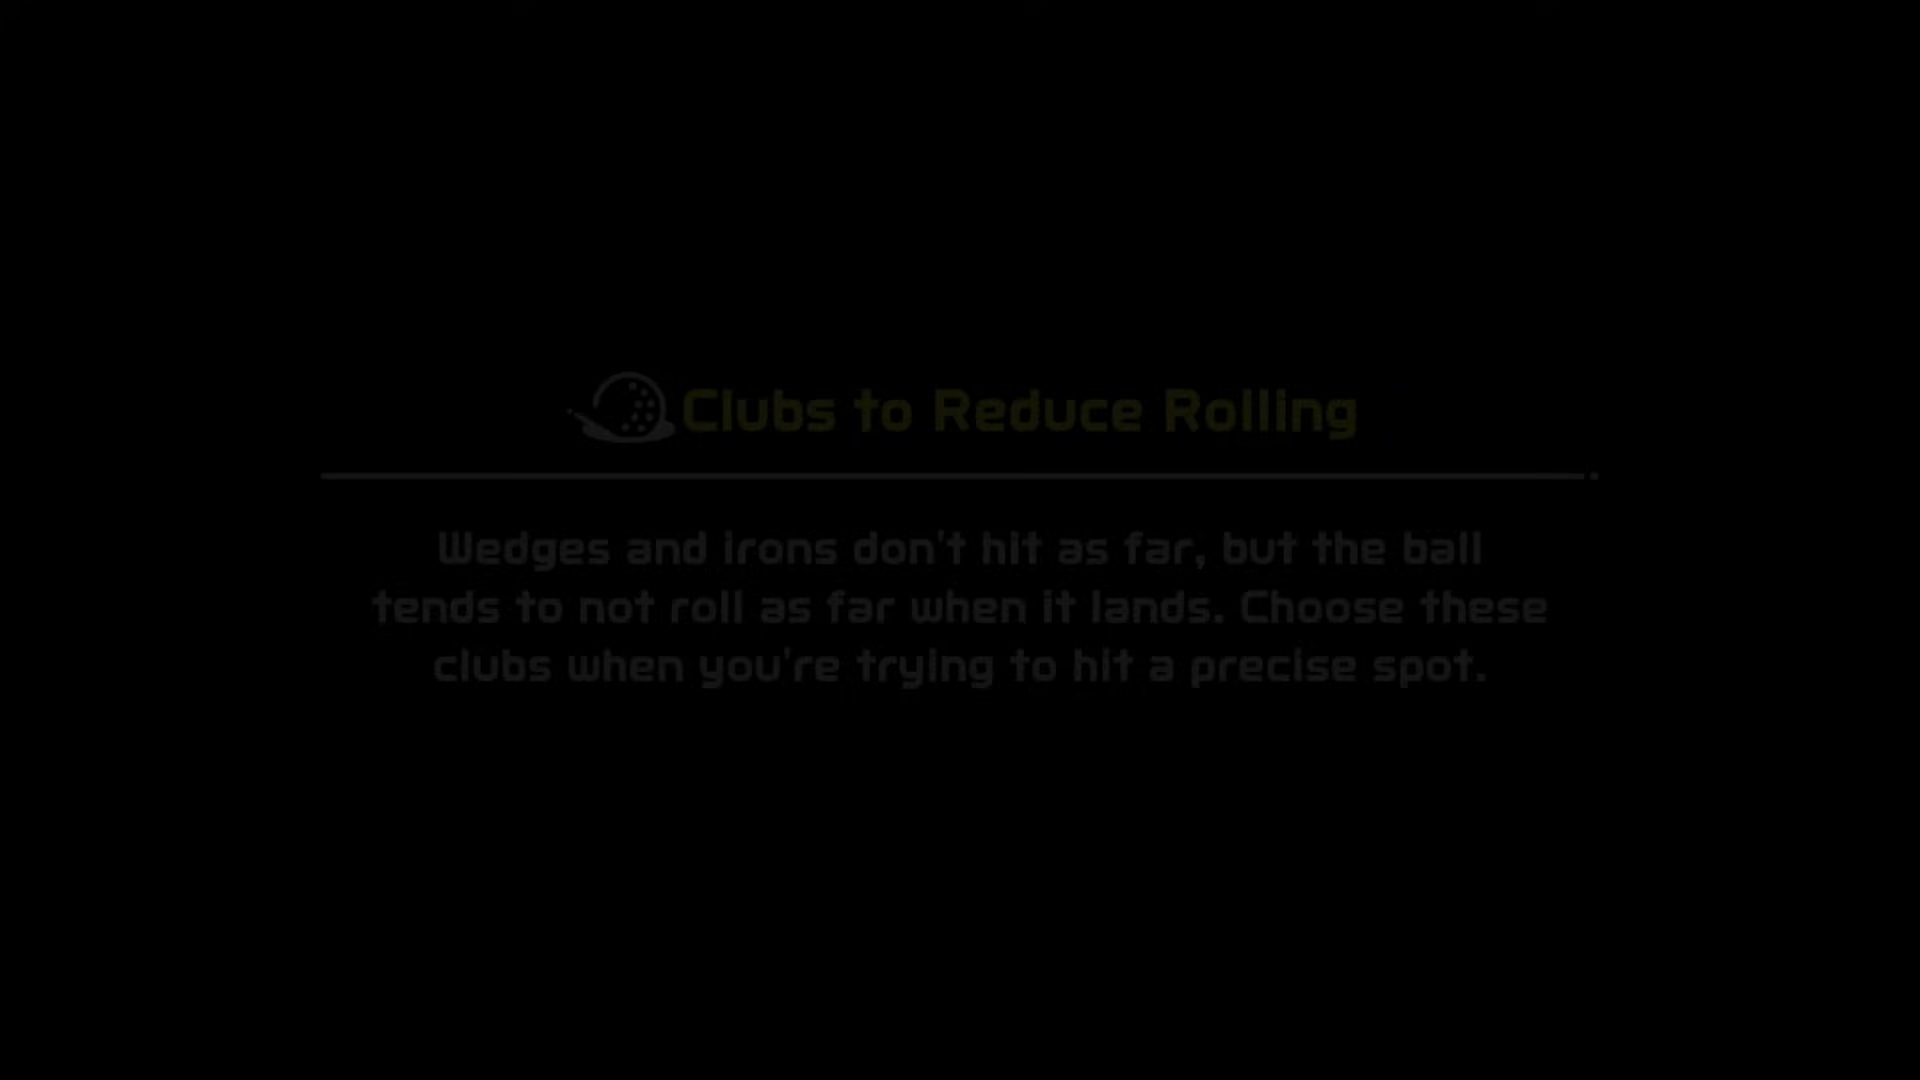 Clubs to Reduce Rolling
Wedges and irons don't hit as far, but the ball
tends to not roll as far when it lands. Choose these
clubs when you're trying to hit a precise spot.